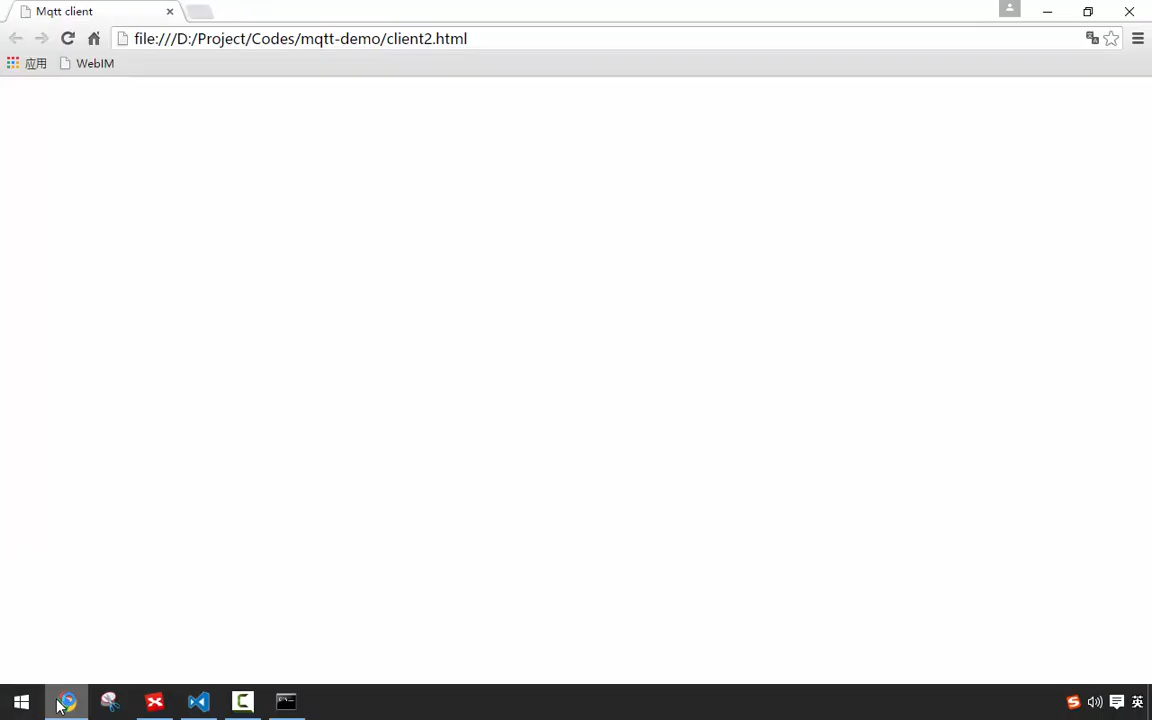 Mqtt client
file:///D:/Project/Codes/mqtt-demo/client2.html
应用 WebIM
英